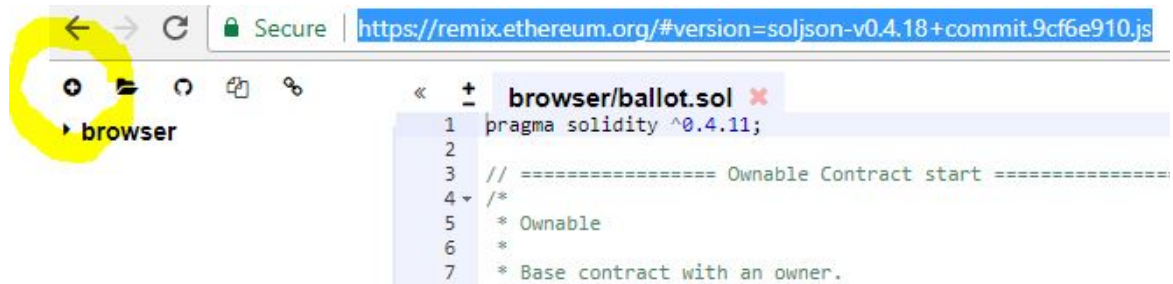 Secure https://remix.ethereum.org/#version=soljson-v0.4.18+commit.9cf6e910.js
browser
« + - browser/ballot.sol ✖
1 pragma solidity ^0.4.11;
2
3 // ================= Ownable Contract start ================
4 /*
5 * Ownable
6 *
7 * Base contract with an owner.